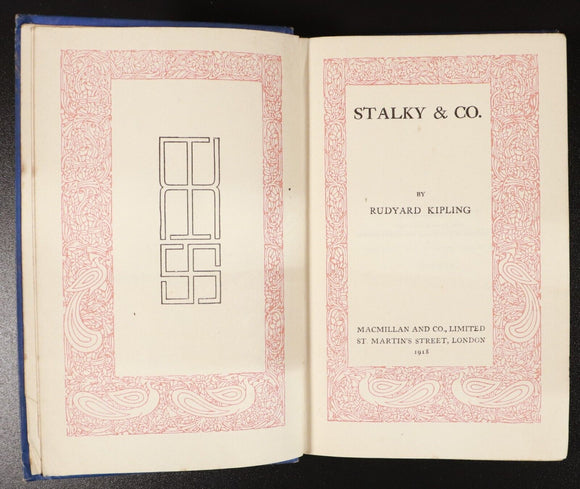 STALKY & CO.
BY
RUDYARD KIPLING
MACMILLAN AND CO., LIMITED
ST. MARTIN'S STREET, LONDON
1918